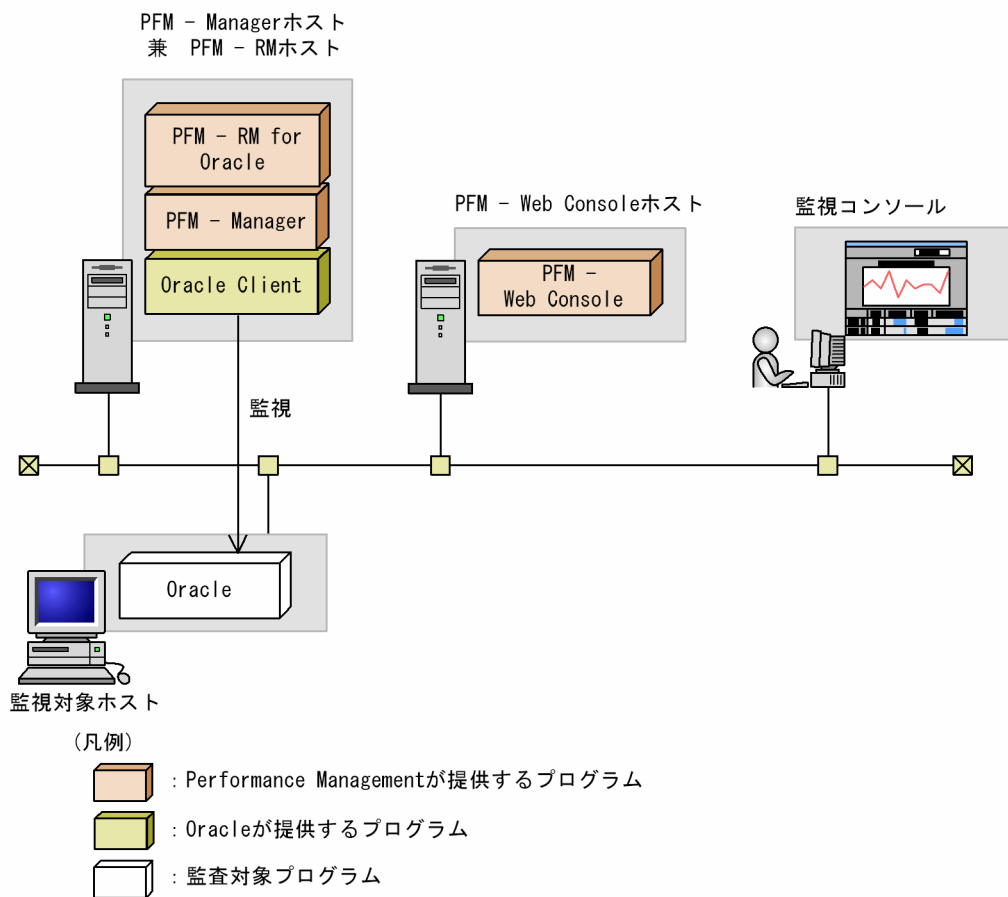 PFM - Managerホスト
兼 PFM - RMホスト
PFM - RM for
Oracle
PFM - Manager
Oracle Client
PFM - Web Consoleホスト
PFM -
Web Console
監視コンソール
監視
Oracle
監視対象ホスト
(凡例)
：Performance Managementが提供するプログラム
：Oracleが提供するプログラム
：監査対象プログラム